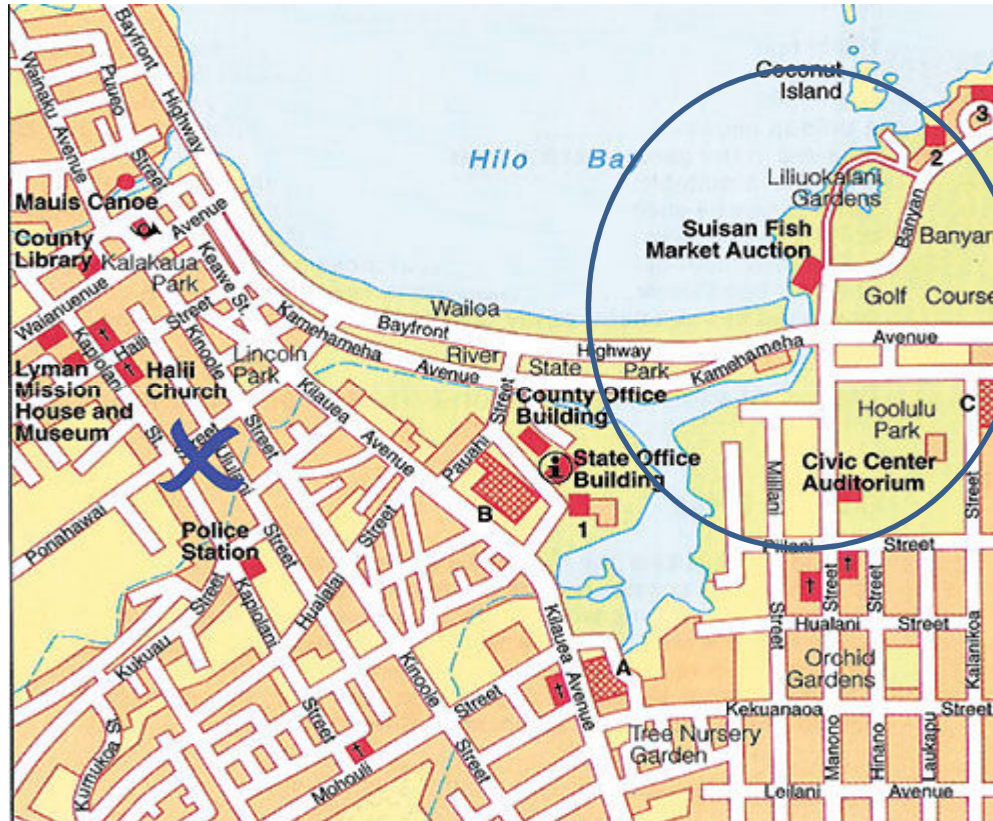 Coconut
Island
3
2
Hilo Bay
Liliuokalani
Gardens
Banyan
Banyan
Suisan Fish
Market Auction
Golf Course
Bayfront
Highway
Wainaku
Avenue
Puueo
Street
Mauis Canoe
County
Library
Kalakaua
Park
Avenue
Keawe St.
Waianuenue
Kapiolani
St.
Haili
Street
Kinoole
Street
Lyman
Mission
House and
Museum
Halii
Church
Lincoln
Park
Kamehameha
Avenue
Wailoa
River
State
Park
Bayfront
Highway
Kamehameha
Avenue
Kilauea
Avenue
Pauahi
Street
County Office
Building
i
State Office
Building
1
B
C
Hoolulu
Park
Civic Center
Auditorium
Mililani
Street
Piilani
Street
Ponahawai
Street
Ululani
Street
Police
Station
Kapiolani
Street
Hualalai
Street
Kukuau
Street
Kumukoa St.
Mohouli
Street
Kinoole
Street
Kilauea
Avenue
A
Tree Nursery
Garden
Hualani
Street
Orchid
Gardens
Kekuanaoa
Street
Manono
Street
Hinano
Street
Laukapu
Kalanikoa
Street
Leilani
Avenue